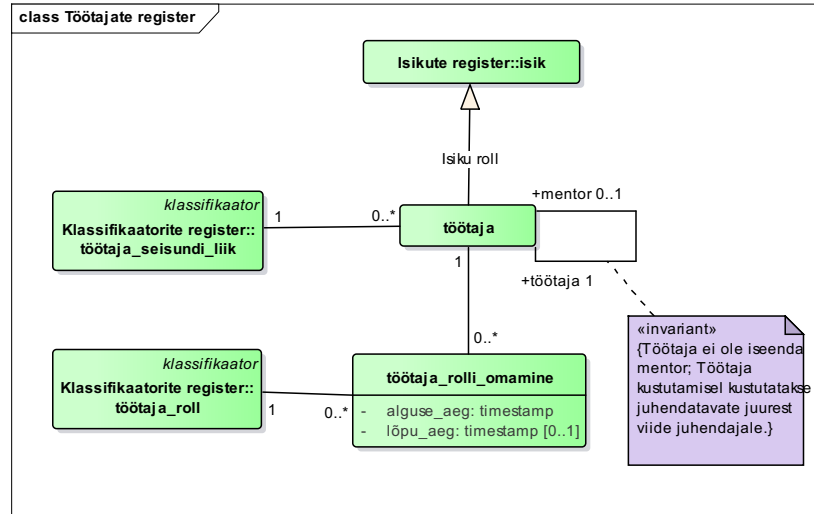 class Töötajate register
Isikute register::isik
Isiku roll
+mentor 0..1
klassifikaator
Klassifikaatorite register::
töötaja_seisundi_liik
1
0..*
töötaja
1
+töötaja 1
0..*
«invariant»
{Töötaja ei ole iseenda
mentor; Töötaja
kustutamisel kustutatakse
juhendatavate juurest
viide juhendajale.}
klassifikaator
Klassifikaatorite register::
töötaja_roll
1
0..*
töötaja_rolli_omamine
- alguse_aeg: timestamp
- lõpu_aeg: timestamp [0..1]